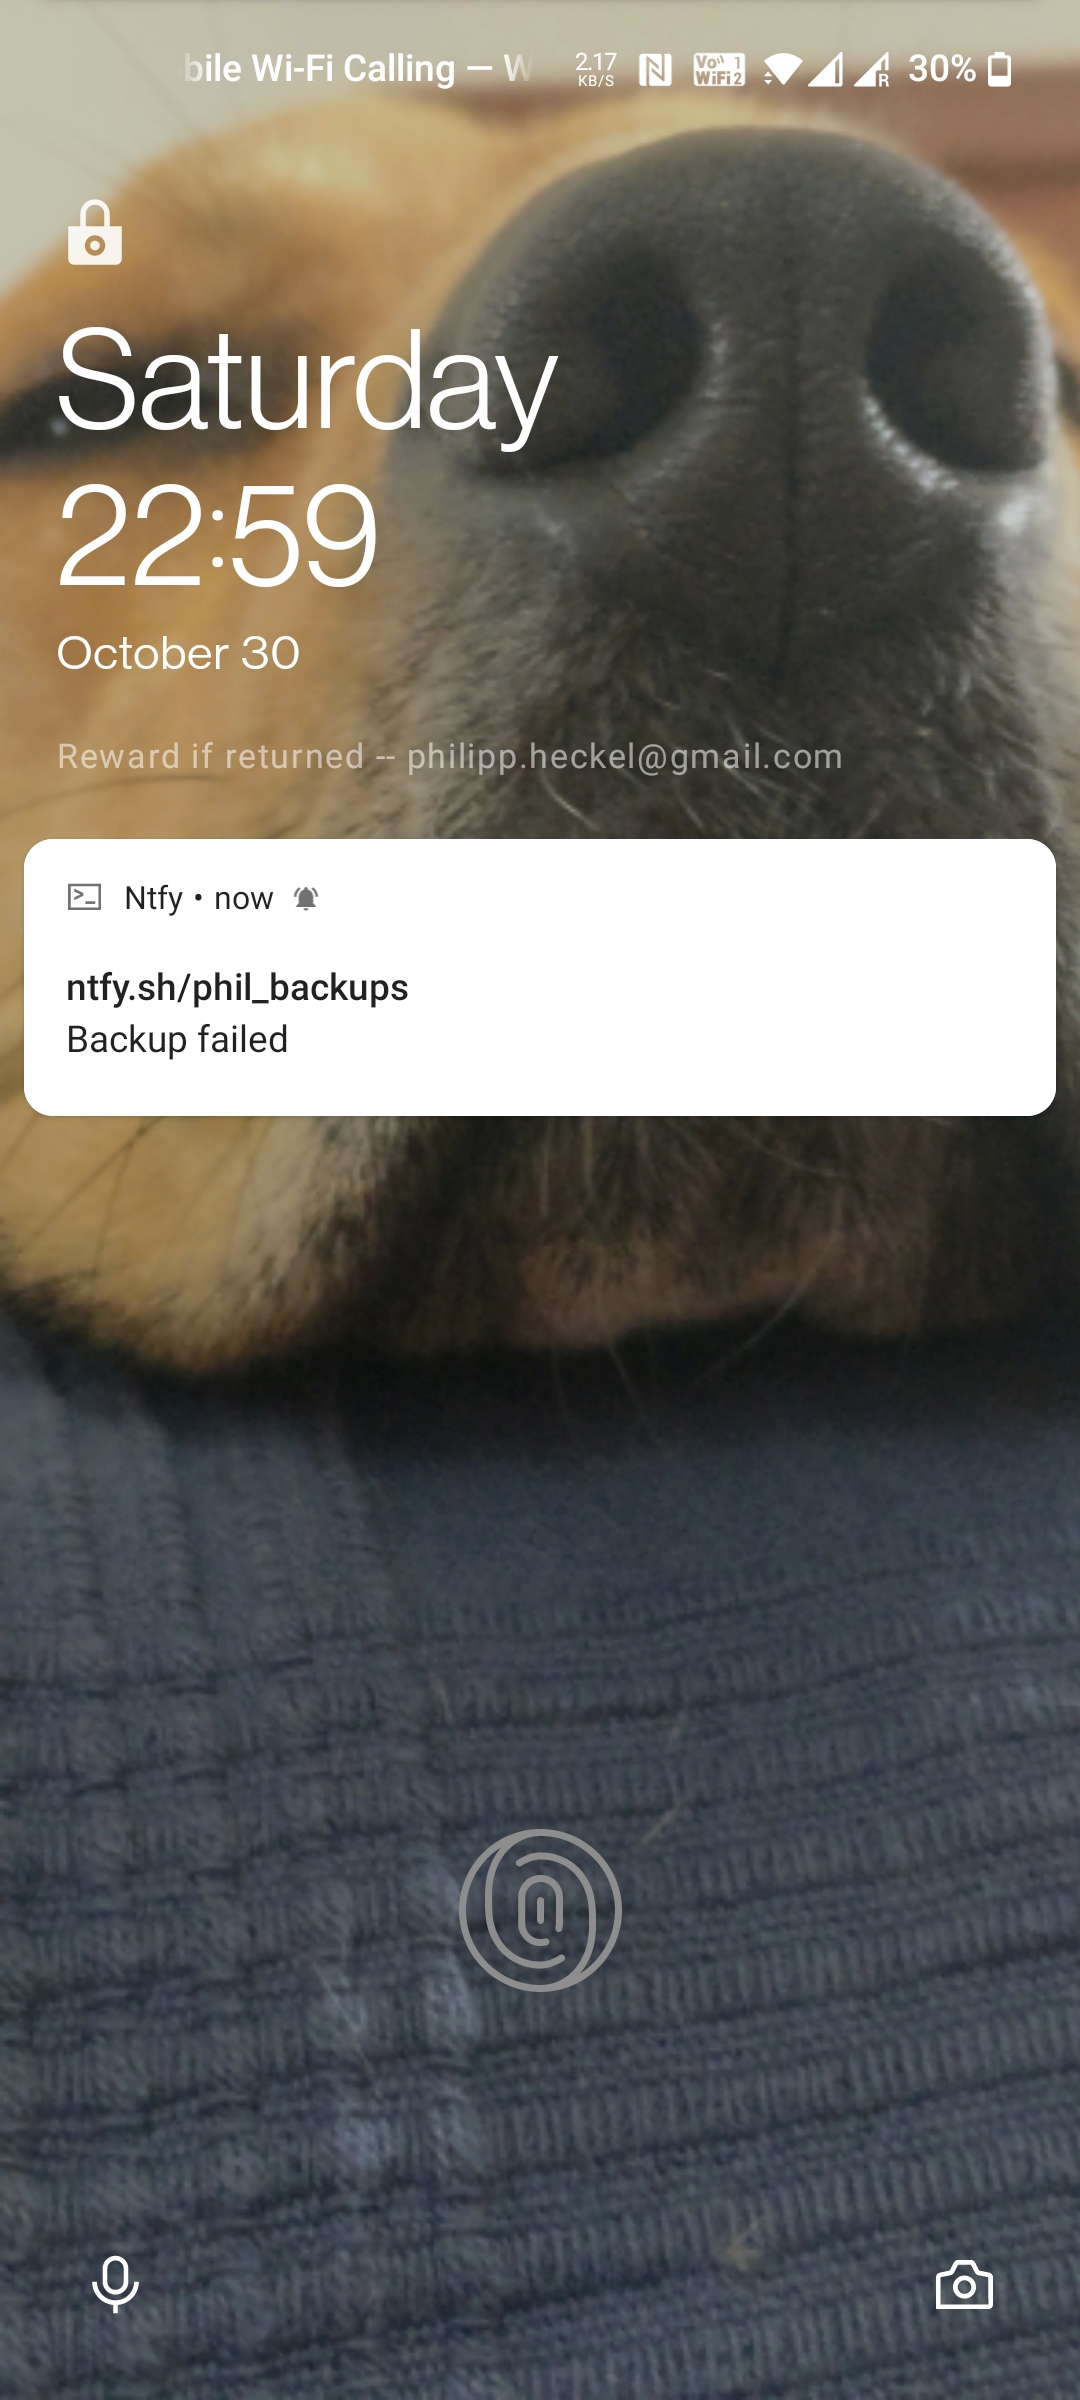 bile Wi-Fi Calling — W
2.17
KB/S
Vo 1
WiFi 2
R
30%
Saturday
22:59
October 30
Reward if returned -- philipp.heckel@gmail.com
Ntfy • now
ntfy.sh/phil_backups
Backup failed